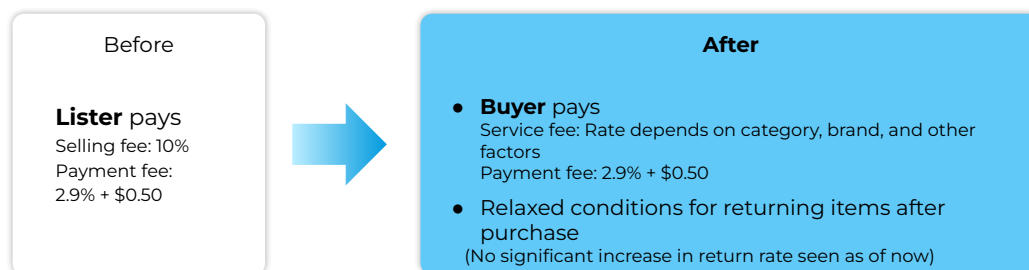 Before
Lister pays
Selling fee: 10%
Payment fee:
2.9% + $0.50
After
● Buyer pays
Service fee: Rate depends on category, brand, and other
factors
Payment fee: 2.9% + $0.50
● Relaxed conditions for returning items after
purchase
(No significant increase in return rate seen as of now)